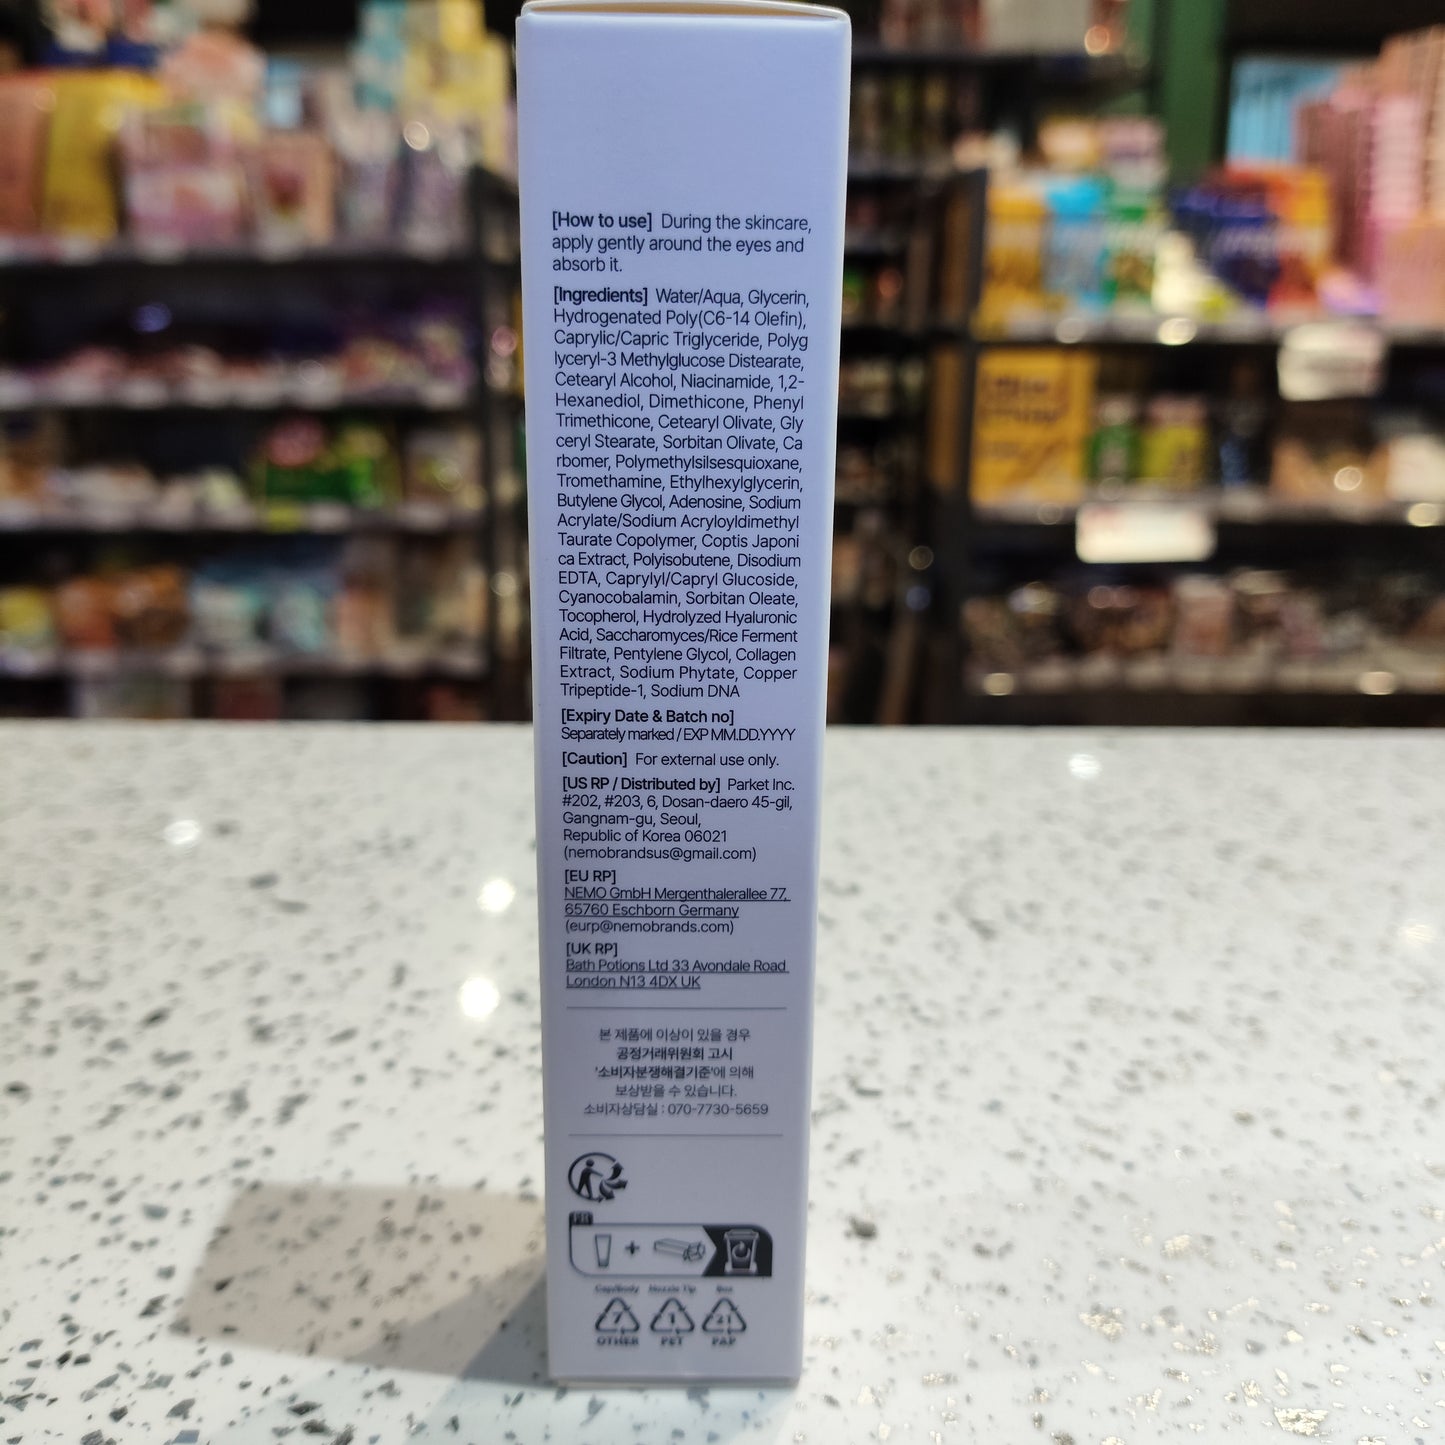 [How to use] During the skincare,
apply gently around the eyes and
absorb it.
[Ingredients] Water/Aqua, Glycerin,
Hydrogenated Poly(C6-14 Olefin),
Caprylic/Capric Triglyceride, Polyg
lyceryl-3 Methylglucose Distearate,
Cetearyl Alcohol, Niacinamide, 1,2-
Hexanediol, Dimethicone, Phenyl
Trimethicone, Cetearyl Olivate, Gly
ceryl Stearate, Sorbitan Olivate, Ca
rbomer, Polymethylsilsesquioxane,
Tromethamine, Ethylhexylglycerin,
Butylene Glycol, Adenosine, Sodium
Acrylate/Sodium Acryloyldimethyl
Taurate Copolymer, Coptis Japoni
ca Extract, Polyisobutene, Disodium
EDTA, Caprylyl/Capryl Glucoside,
Cyanocobalamin, Sorbitan Oleate,
Tocopherol, Hydrolyzed Hyaluronic
Acid, Saccharomyces/Rice Ferment
Filtrate, Pentylene Glycol, Collagen
Extract, Sodium Phytate, Copper
Tripeptide-1, Sodium DNA
[Expiry Date & Batch no]
Separately marked / EXP MM.DD.YYYY
[Caution] For external use only.
[US RP / Distributed by] Parket Inc.
#202, #203, 6, Dosan-daero 45-gil,
Gangnam-gu, Seoul,
Republic of Korea 06021
(nemobrandsus@gmail.com)
[EU RP]
NEMO GmbH Mergenthalerallee 77,
65760 Eschborn Germany
(eurp@nemobrands.com)
[UK RP]
Bath Potions Ltd 33 Avondale Road
London N13 4DX UK
본 제품에 이상이 있을 경우
공정거래위원회 고시
'소비자분쟁해결기준'에 의해
보상받을 수 있습니다.
소비자상담실 : 070-7730-5659
FR
+
Cap/Body Nozzle Tip Box
7 1 21
OTHER PET PAP